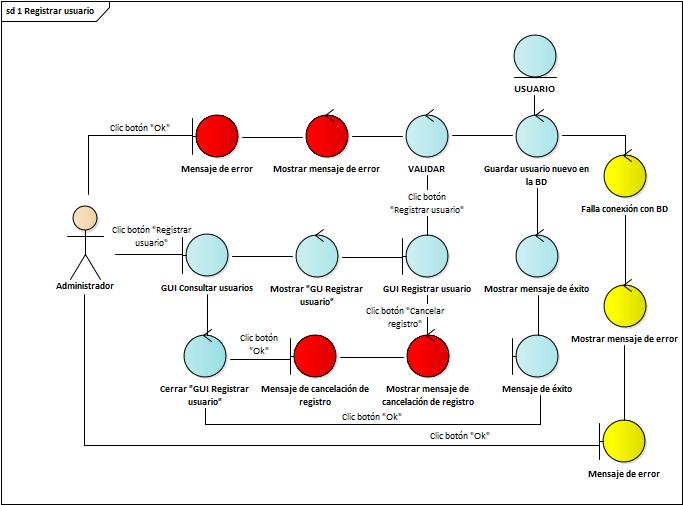 sd 1 Registrar usuario
USUARIO
Clic botón "Ok"
Mensaje de error
Mostrar mensaje de error
VALIDAR
Guardar usuario nuevo en
la BD
Falla conexión con BD
Clic botón
"Registrar usuario"
Clic botón "Registrar
usuario"
Administrador
GUI Consultar usuarios
Mostrar "GU Registrar
usuario"
GUI Registrar usuario
Mostrar mensaje de éxito
Clic botón "Cancelar
registro"
Mostrar mensaje de error
Clic botón
"Ok"
Cerrar "GUI Registrar
usuario"
Mensaje de cancelación de
registro
Mostrar mensaje de
cancelación de registro
Mensaje de éxito
Clic botón "Ok"
Clic botón "Ok"
Mensaje de error